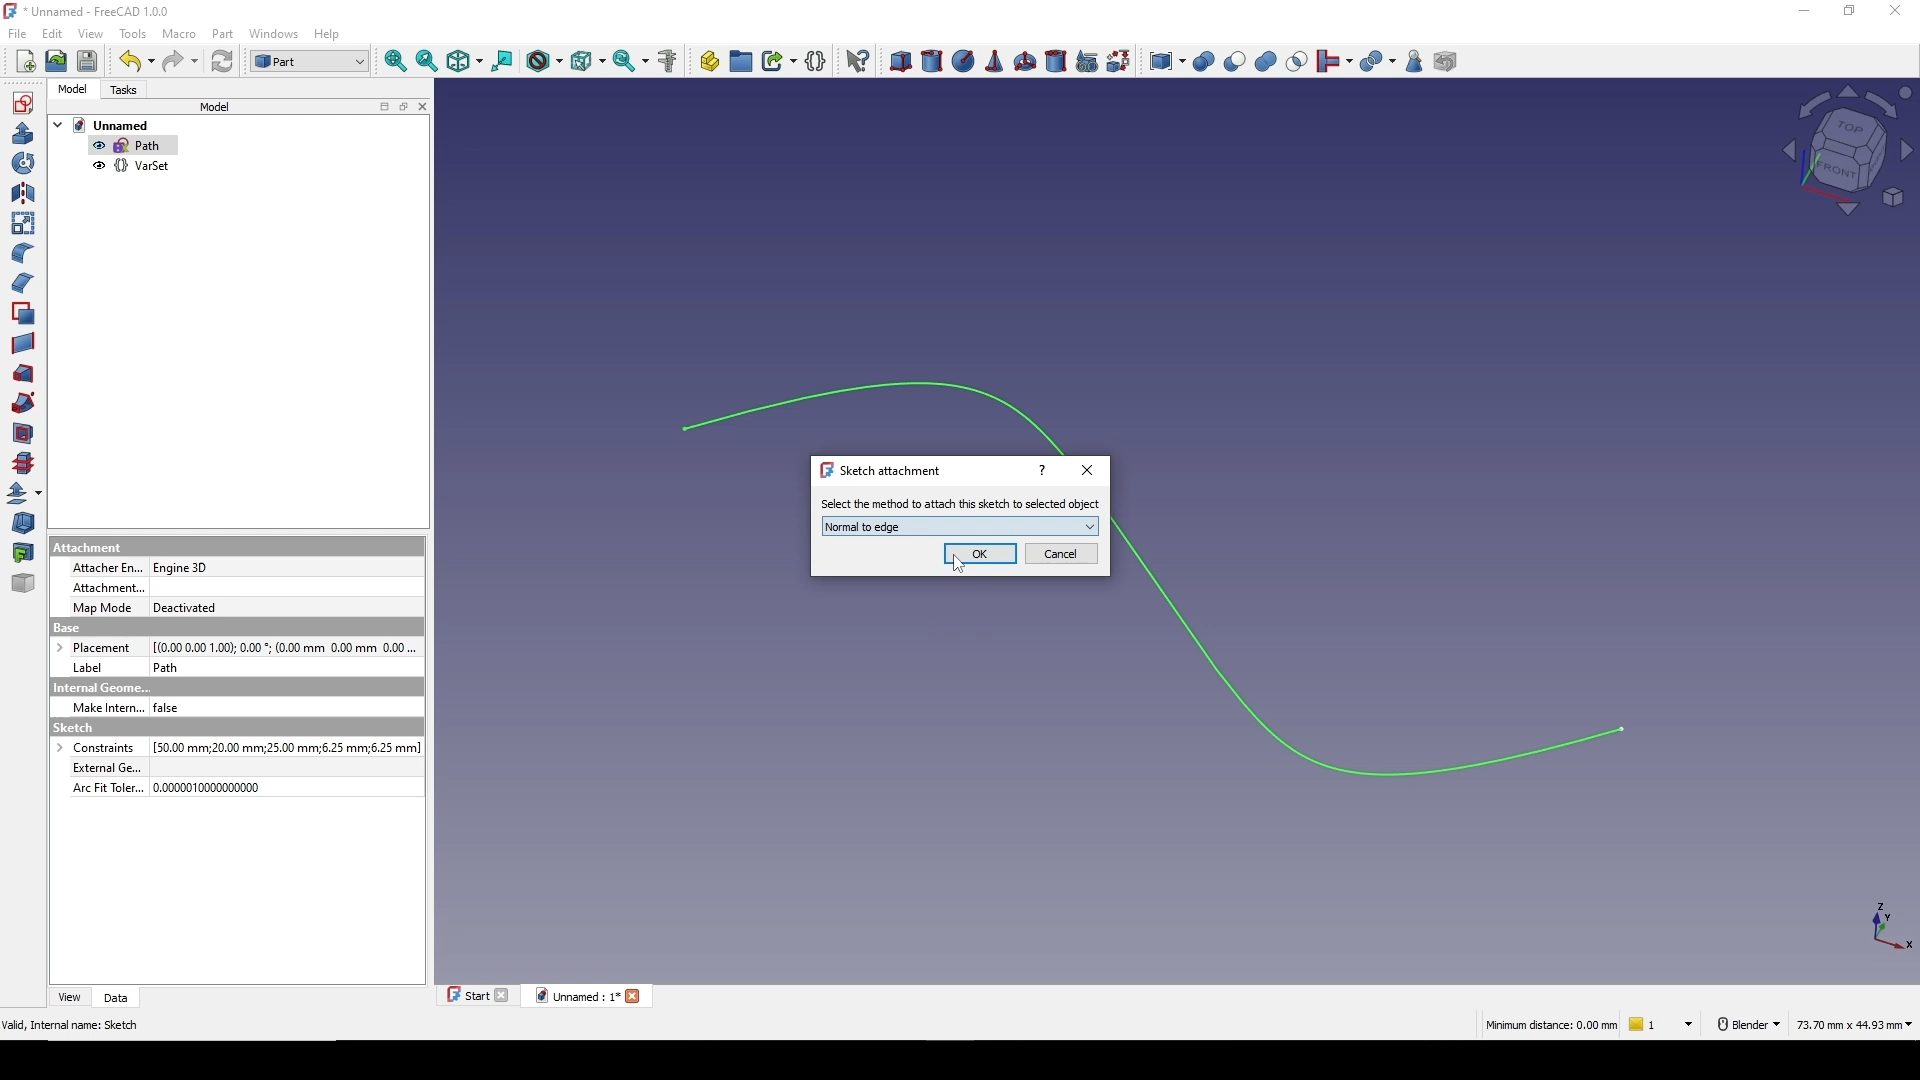 * Unnamed - FreeCAD 1.0.0
File Edit View Tools Macro Part Windows Help
Part
Model Tasks
Model
Unnamed
Path
VarSet
TOP
FRONT
Sketch attachment ?
Select the method to attach this sketch to selected object
Normal to edge
OK Cancel
Attachment
Attacher En... Engine 3D
Attachment...
Map Mode Deactivated
Base
Placement [(0.00 0.00 1.00); 0.00 °; (0.00 mm 0.00 mm 0.00 ...
Label Path
Internal Geome...
Make Intern... false
Sketch
Constraints [50.00 mm;20.00 mm;25.00 mm;6.25 mm;6.25 mm]
External Ge...
Arc Fit Toler... 0.0000010000000000
Z
Y
X
View Data
Start Unnamed : 1*
Valid, Internal name: Sketch
Minimum distance: 0.00 mm 1 Blender 73.70 mm x 44.93 mm